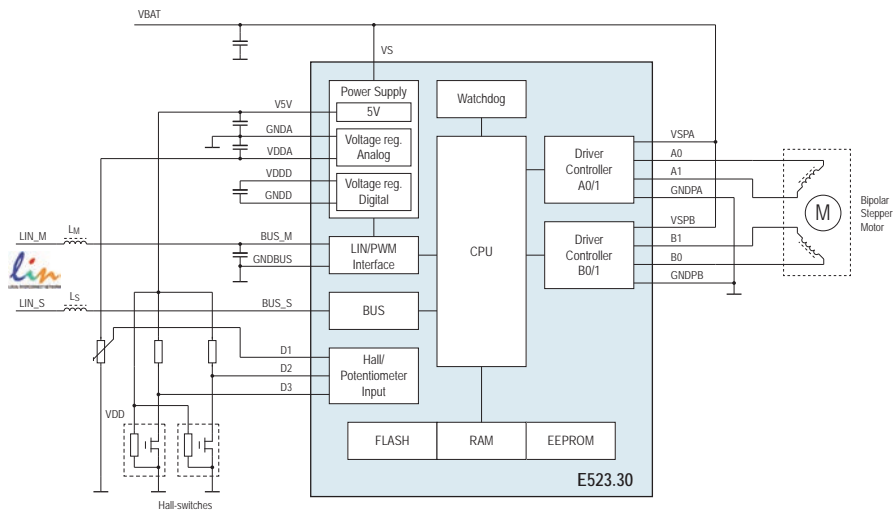 VBAT
VS
Power Supply
5V
Voltage reg.
Analog
Voltage reg.
Digital
Watchdog
V5V
GNDA
VDDA
VDDD
GNDD
LIN_M
LM
BUS_M
GNDBUS
LIN/PWM
Interface
CPU
Driver
Controller
A0/1
Driver
Controller
B0/1
VSPA
A0
A1
GNDPA
VSPB
B1
B0
GNDPB
M
Bipolar
Stepper
Motor
lin
LOCAL INTERCONNECT NETWORK
LIN_S
LS
BUS_S
BUS
D1
D2
D3
Hall/
Potentiometer
Input
VDD
Hall-switches
FLASH
RAM
EEPROM
E523.30